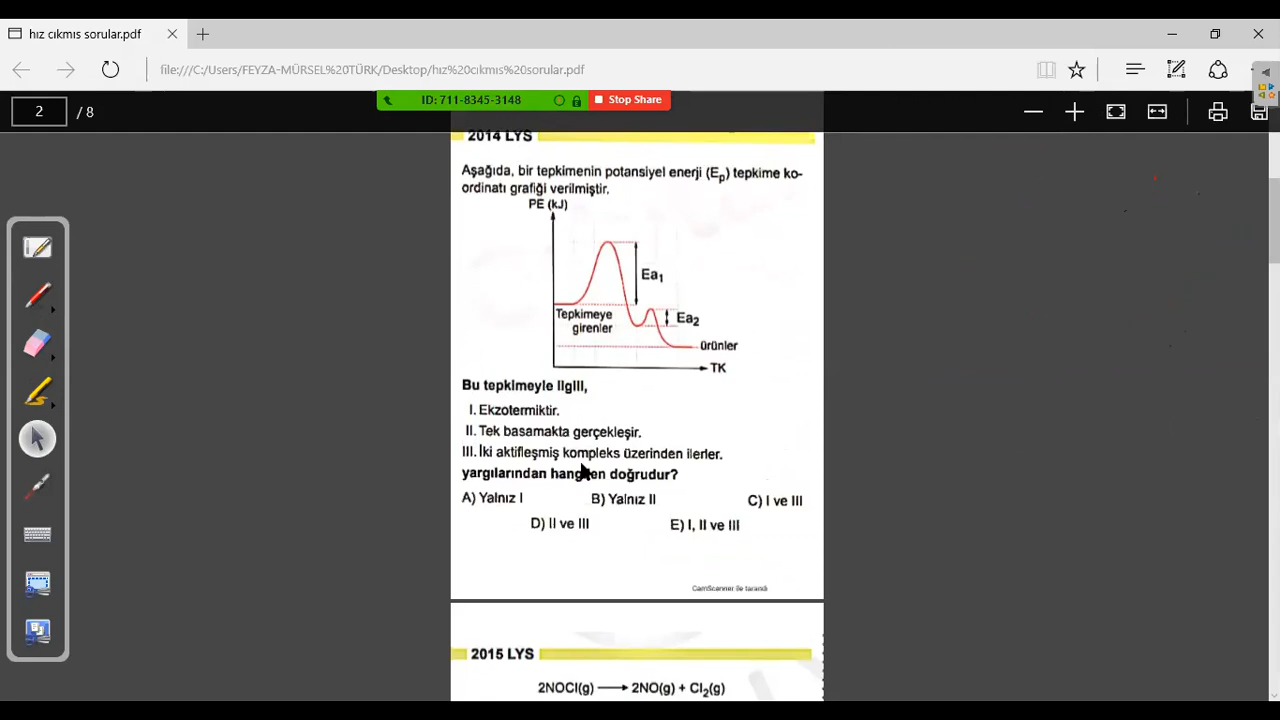 hız cıkmıs sorular.pdf
file:///C:/Users/FEYZA-MÜRSEL%20TÜRK/Desktop/hız%20cıkmıs%20sorular.pdf
ID: 711-8345-3148
Stop Share
2 / 8
2014 LYS
Aşağıda, bir tepkimenin potansiyel enerji (Ep) tepkime ko-
ordinatı grafiği verilmiştir.
PE (kJ)
Ea1
Tepkimeye
girenler
Ea2
ürünler
TK
Bu tepkimeyle ilgili,
I. Ekzotermiktir.
II. Tek basamakta gerçekleşir.
III. İki aktifleşmiş kompleks üzerinden ilerler.
yargılarından doğrudur?
A) Yalnız I
B) Yalnız II
C) I ve III
D) II ve III
E) I, II ve III
CamScanner ile tarandı
2015 LYS
2NOCl(g) ⟶ 2NO(g) + Cl2(g)